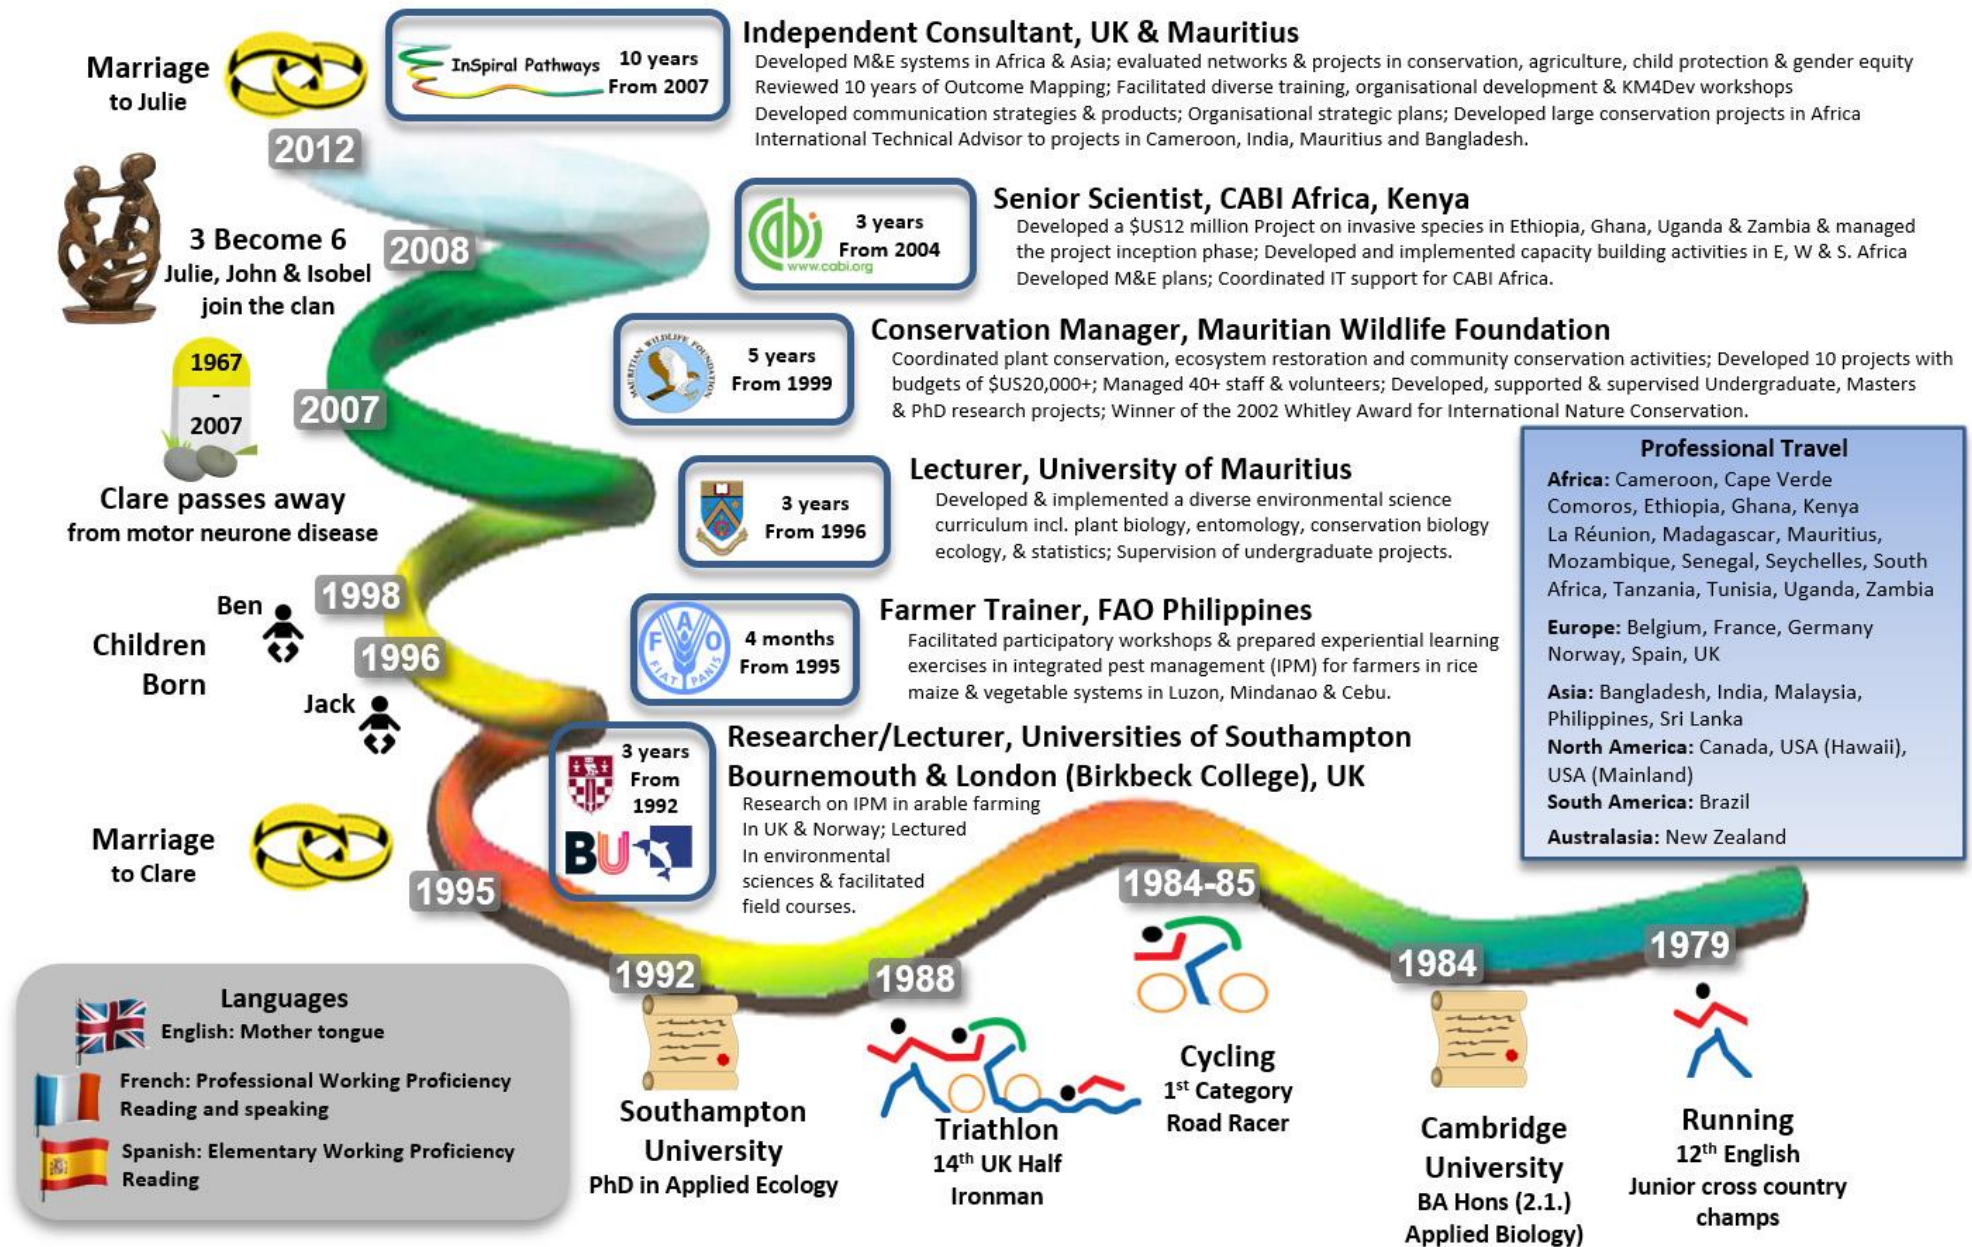 Marriage
to Julie
2012
InSpiral Pathways
10 years
From 2007
Independent Consultant, UK & Mauritius
Developed M&E systems in Africa & Asia; evaluated networks & projects in conservation, agriculture, child protection & gender equity
Reviewed 10 years of Outcome Mapping; Facilitated diverse training, organisational development & KM4Dev workshops
Developed communication strategies & products; Organisational strategic plans; Developed large conservation projects in Africa
International Technical Advisor to projects in Cameroon, India, Mauritius and Bangladesh.
3 Become 6
Julie, John & Isobel
join the clan
2008
cabi
www.cabi.org
3 years
From 2004
Senior Scientist, CABI Africa, Kenya
Developed a $US12 million Project on invasive species in Ethiopia, Ghana, Uganda & Zambia & managed
the project inception phase; Developed and implemented capacity building activities in E, W & S. Africa
Developed M&E plans; Coordinated IT support for CABI Africa.
1967
-
2007
Clare passes away
from motor neurone disease
2007
MAURITIAN WILDLIFE FOUNDATION
5 years
From 1999
Conservation Manager, Mauritian Wildlife Foundation
Coordinated plant conservation, ecosystem restoration and community conservation activities; Developed 10 projects with
budgets of $US20,000+; Managed 40+ staff & volunteers; Developed, supported & supervised Undergraduate, Masters
& PhD research projects; Winner of the 2002 Whitley Award for International Nature Conservation.
3 years
From 1996
Lecturer, University of Mauritius
Developed & implemented a diverse environmental science
curriculum incl. plant biology, entomology, conservation biology
ecology, & statistics; Supervision of undergraduate projects.
Professional Travel
Africa: Cameroon, Cape Verde
Comoros, Ethiopia, Ghana, Kenya
La Réunion, Madagascar, Mauritius,
Mozambique, Senegal, Seychelles, South
Africa, Tanzania, Tunisia, Uganda, Zambia
Europe: Belgium, France, Germany
Norway, Spain, UK
Asia: Bangladesh, India, Malaysia,
Philippines, Sri Lanka
North America: Canada, USA (Hawaii),
USA (Mainland)
South America: Brazil
Australasia: New Zealand
Children
Born
Ben
1998
1996
Jack
FAO
FIAT PANIS
4 months
From 1995
Farmer Trainer, FAO Philippines
Facilitated participatory workshops & prepared experiential learning
exercises in integrated pest management (IPM) for farmers in rice
maize & vegetable systems in Luzon, Mindanao & Cebu.
3 years
From
1992
BU
Researcher/Lecturer, Universities of Southampton
Bournemouth & London (Birkbeck College), UK
Research on IPM in arable farming
In UK & Norway; Lectured
In environmental
sciences & facilitated
field courses.
Marriage
to Clare
1995
1992
Southampton
University
PhD in Applied Ecology
1988
Triathlon
14th UK Half
Ironman
1984-85
Cycling
1st Category
Road Racer
1984
Cambridge
University
BA Hons (2.1.)
Applied Biology)
1979
Running
12th English
Junior cross country
champs
Languages
English: Mother tongue
French: Professional Working Proficiency
Reading and speaking
Spanish: Elementary Working Proficiency
Reading